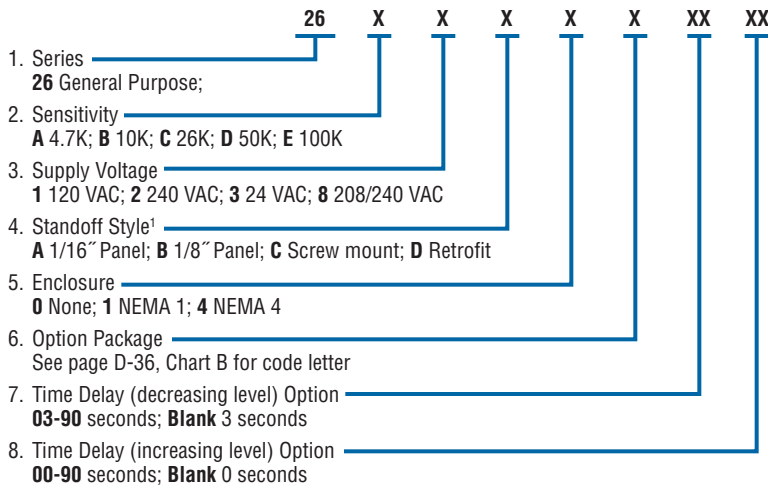 26 X X X X X XX XX
1. Series
26 General Purpose;
2. Sensitivity
A 4.7K; B 10K; C 26K; D 50K; E 100K
3. Supply Voltage
1 120 VAC; 2 240 VAC; 3 24 VAC; 8 208/240 VAC
4. Standoff Style¹
A 1/16˝ Panel; B 1/8˝ Panel; C Screw mount; D Retrofit
5. Enclosure
0 None; 1 NEMA 1; 4 NEMA 4
6. Option Package
See page D-36, Chart B for code letter
7. Time Delay (decreasing level) Option
03-90 seconds; Blank 3 seconds
8. Time Delay (increasing level) Option
00-90 seconds; Blank 0 seconds